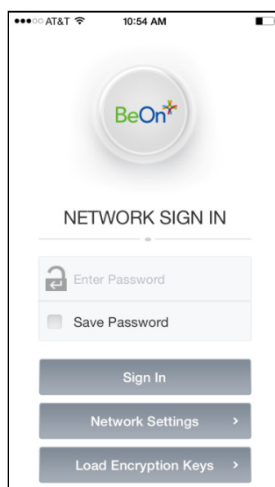 AT&T 10:54 AM
BeOn+
NETWORK SIGN IN
Enter Password
Save Password
Sign In
Network Settings >
Load Encryption Keys >